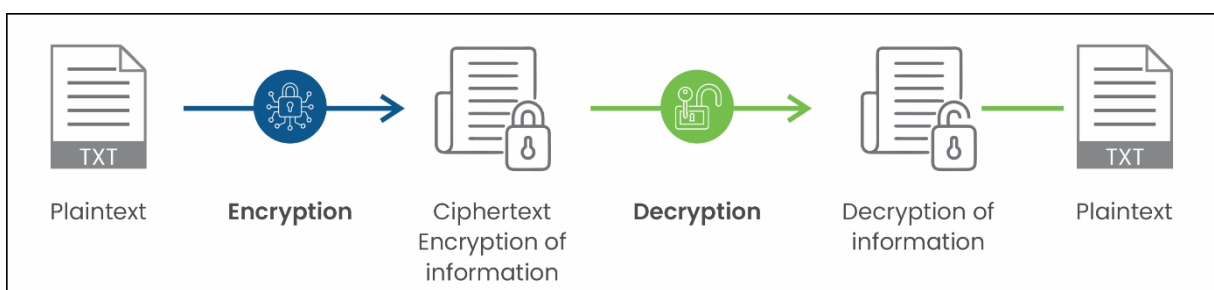 TXT
Plaintext
Encryption
Ciphertext
Encryption of
information
Decryption
Decryption of
information
TXT
Plaintext